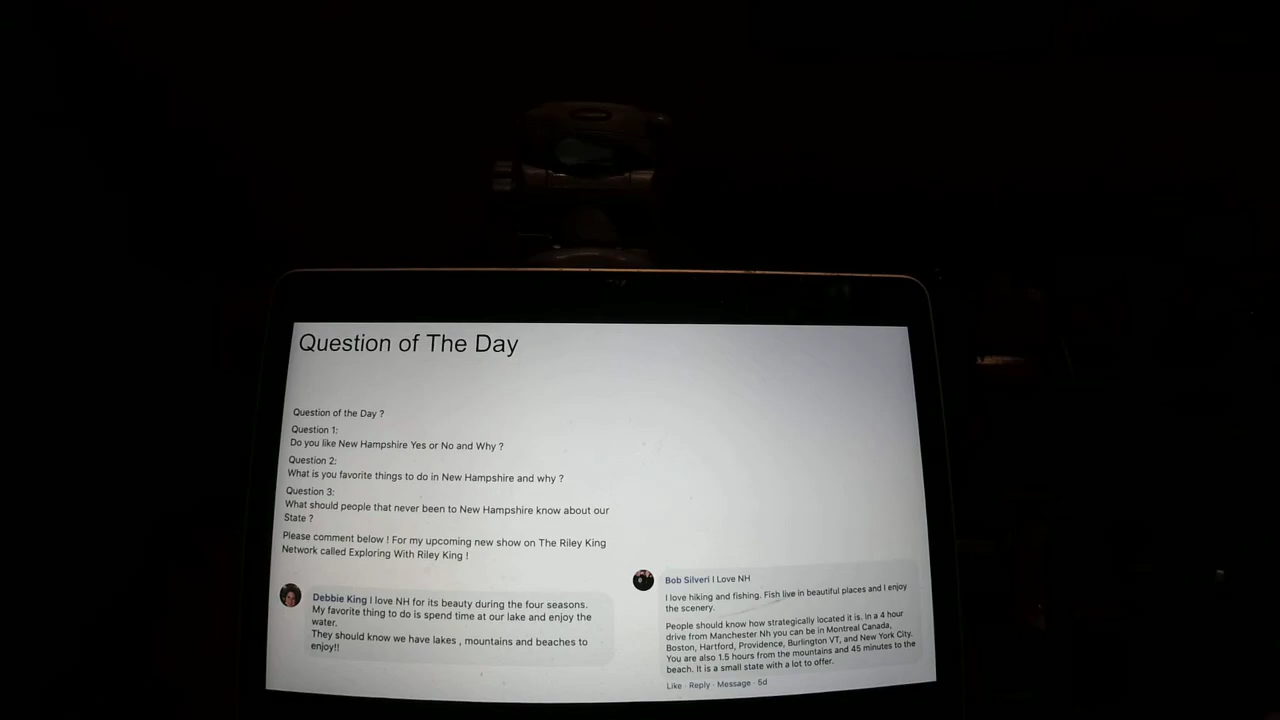 Question of The Day
Question of the Day ?
Question 1:
Do you like New Hampshire Yes or No and Why ?
Question 2:
What is you favorite things to do in New Hampshire and why ?
Question 3:
What should people that never been to New Hampshire know about our
State ?
Please comment below ! For my upcoming new show on The Riley King
Network called Exploring With Riley King !
Debbie King I love NH for its beauty during the four seasons.
My favorite thing to do is spend time at our lake and enjoy the
water.
They should know we have lakes , mountains and beaches to
enjoy!!
Bob Silveri I Love NH
I love hiking and fishing. Fish live in beautiful places and I enjoy
the scenery.
People should know how strategically located it is. In a 4 hour
drive from Manchester Nh you can be in Montreal Canada,
Boston, Hartford, Providence, Burlington VT, and New York City.
You are also 1.5 hours from the mountains and 45 minutes to the
beach. It is a small state with a lot to offer.
Like · Reply · Message · 5d